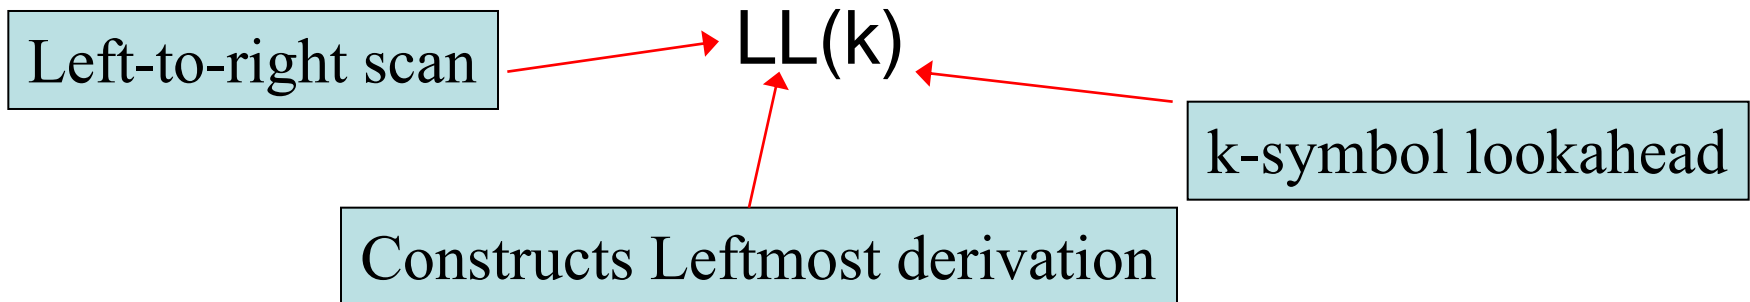 LL(k)
Left-to-right scan
k-symbol lookahead
Constructs Leftmost derivation